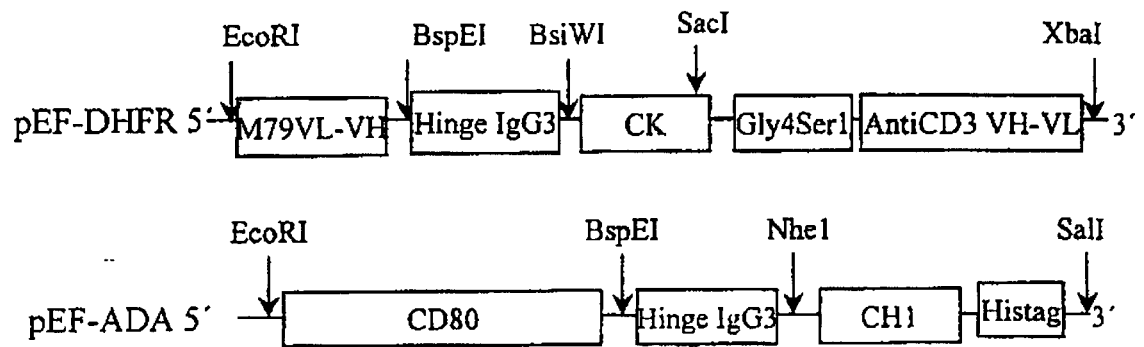 EcoRI BspEI BsiWI SacI XbaI
pEF-DHFR 5´ M79VL-VH Hinge IgG3 CK Gly4Ser1 AntiCD3 VH-VL 3´
EcoRI BspEI Nhe1 SalI
pEF-ADA 5´ CD80 Hinge IgG3 CH1 Histag 3´